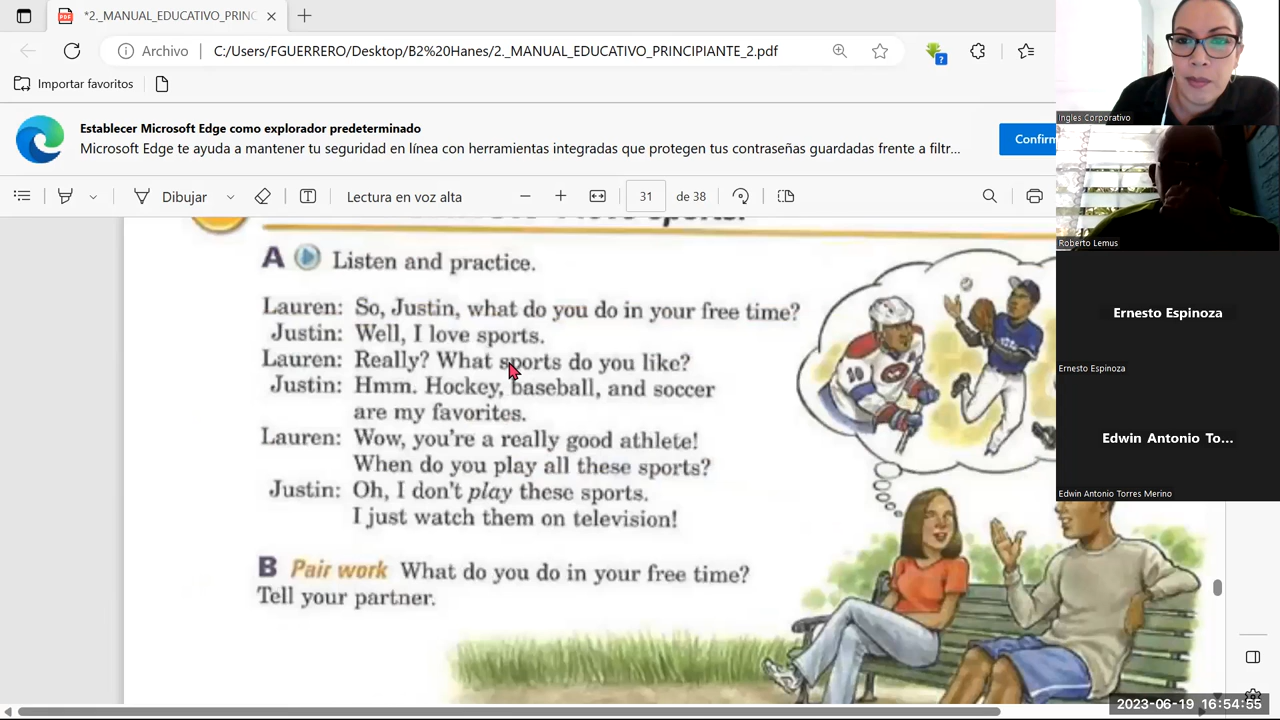 *2._MANUAL_EDUCATIVO_PRINC
Archivo
C:/Users/FGUERRERO/Desktop/B2%20Hanes/2._MANUAL_EDUCATIVO_PRINCIPIANTE_2.pdf
Importar favoritos
Establecer Microsoft Edge como explorador predeterminado
Microsoft Edge te ayuda a mantener tu seguridad en línea con herramientas integradas que protegen tus contraseñas guardadas frente a filtr...
Confirm
Dibujar
Lectura en voz alta
31
de 38
A Listen and practice.
Lauren: So, Justin, what do you do in your free time?
Justin: Well, I love sports.
Lauren: Really? What sports do you like?
Justin: Hmm. Hockey, baseball, and soccer
are my favorites.
Lauren: Wow, you're a really good athlete!
When do you play all these sports?
Justin: Oh, I don't play these sports.
I just watch them on television!
B Pair work What do you do in your free time?
Tell your partner.
Ingles Corporativo
Roberto Lemus
Ernesto Espinoza
Ernesto Espinoza
Edwin Antonio To...
Edwin Antonio Torres Merino
2023-06-19 16:54:55